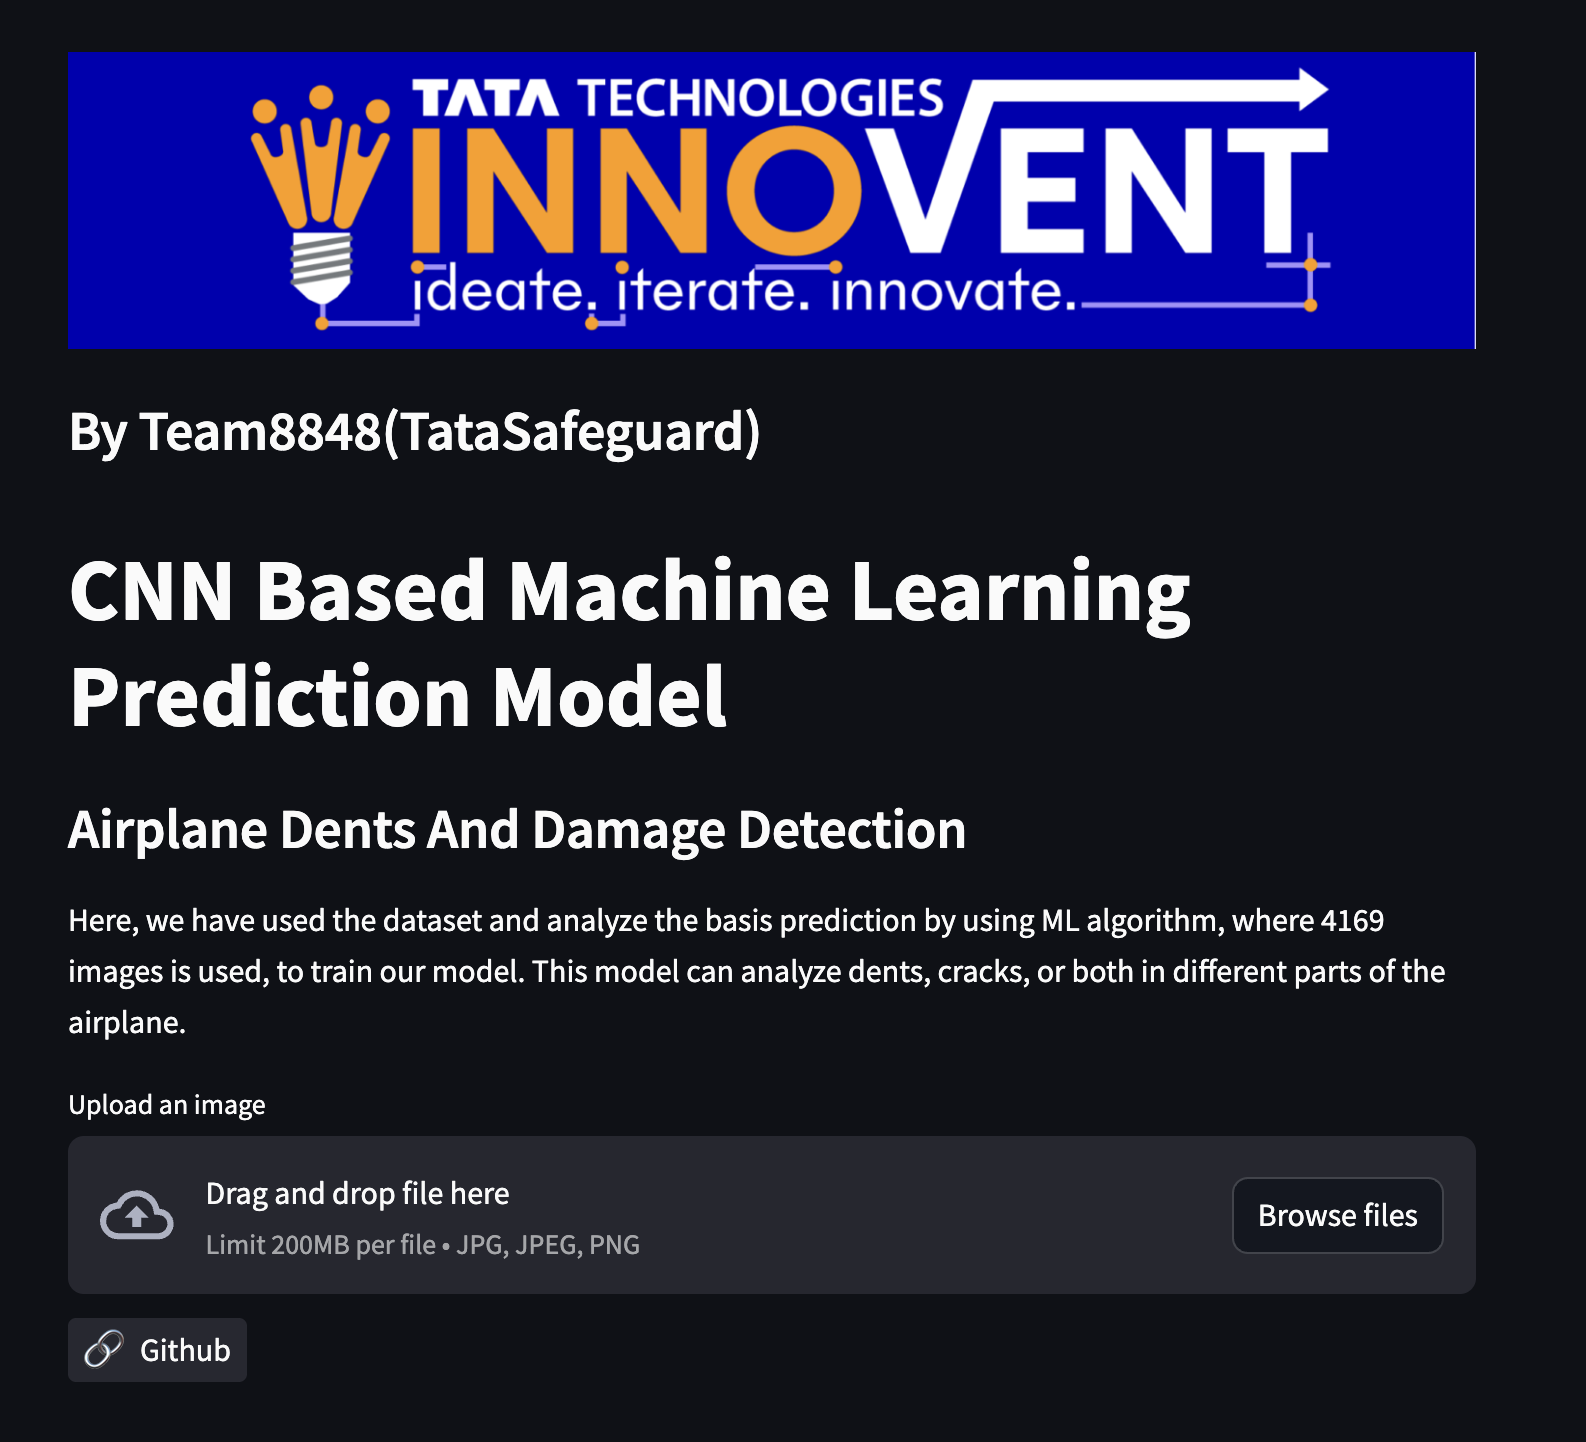 TATA TECHNOLOGIES
INNOVENT
ideate. iterate. innovate.
By Team8848(TataSafeguard)
CNN Based Machine Learning
Prediction Model
Airplane Dents And Damage Detection
Here, we have used the dataset and analyze the basis prediction by using ML algorithm, where 4169
images is used, to train our model. This model can analyze dents, cracks, or both in different parts of the
airplane.
Upload an image
Drag and drop file here
Limit 200MB per file • JPG, JPEG, PNG
Browse files
Github